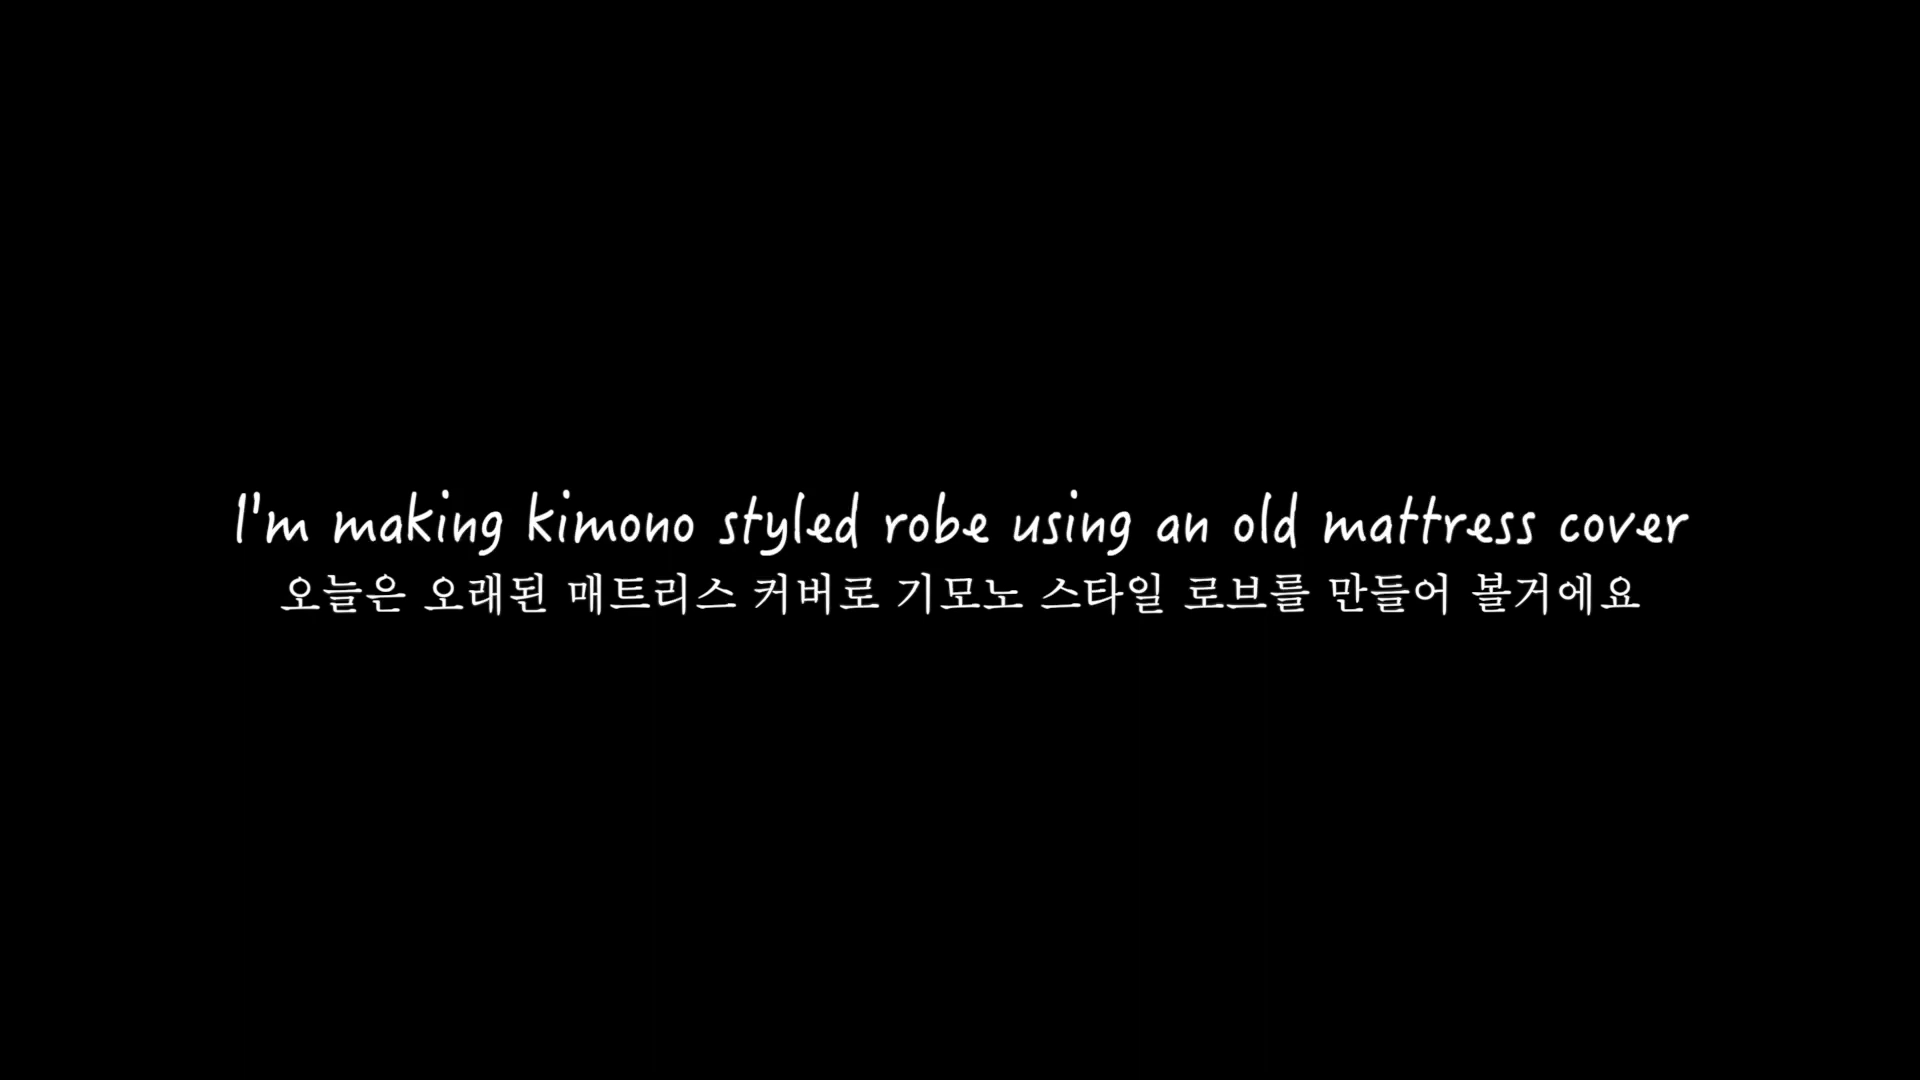 I'm making kimono styled robe using an old mattress cover
오늘은 오래된 매트리스 커버로 기모노 스타일 로브를 만들어 볼거에요